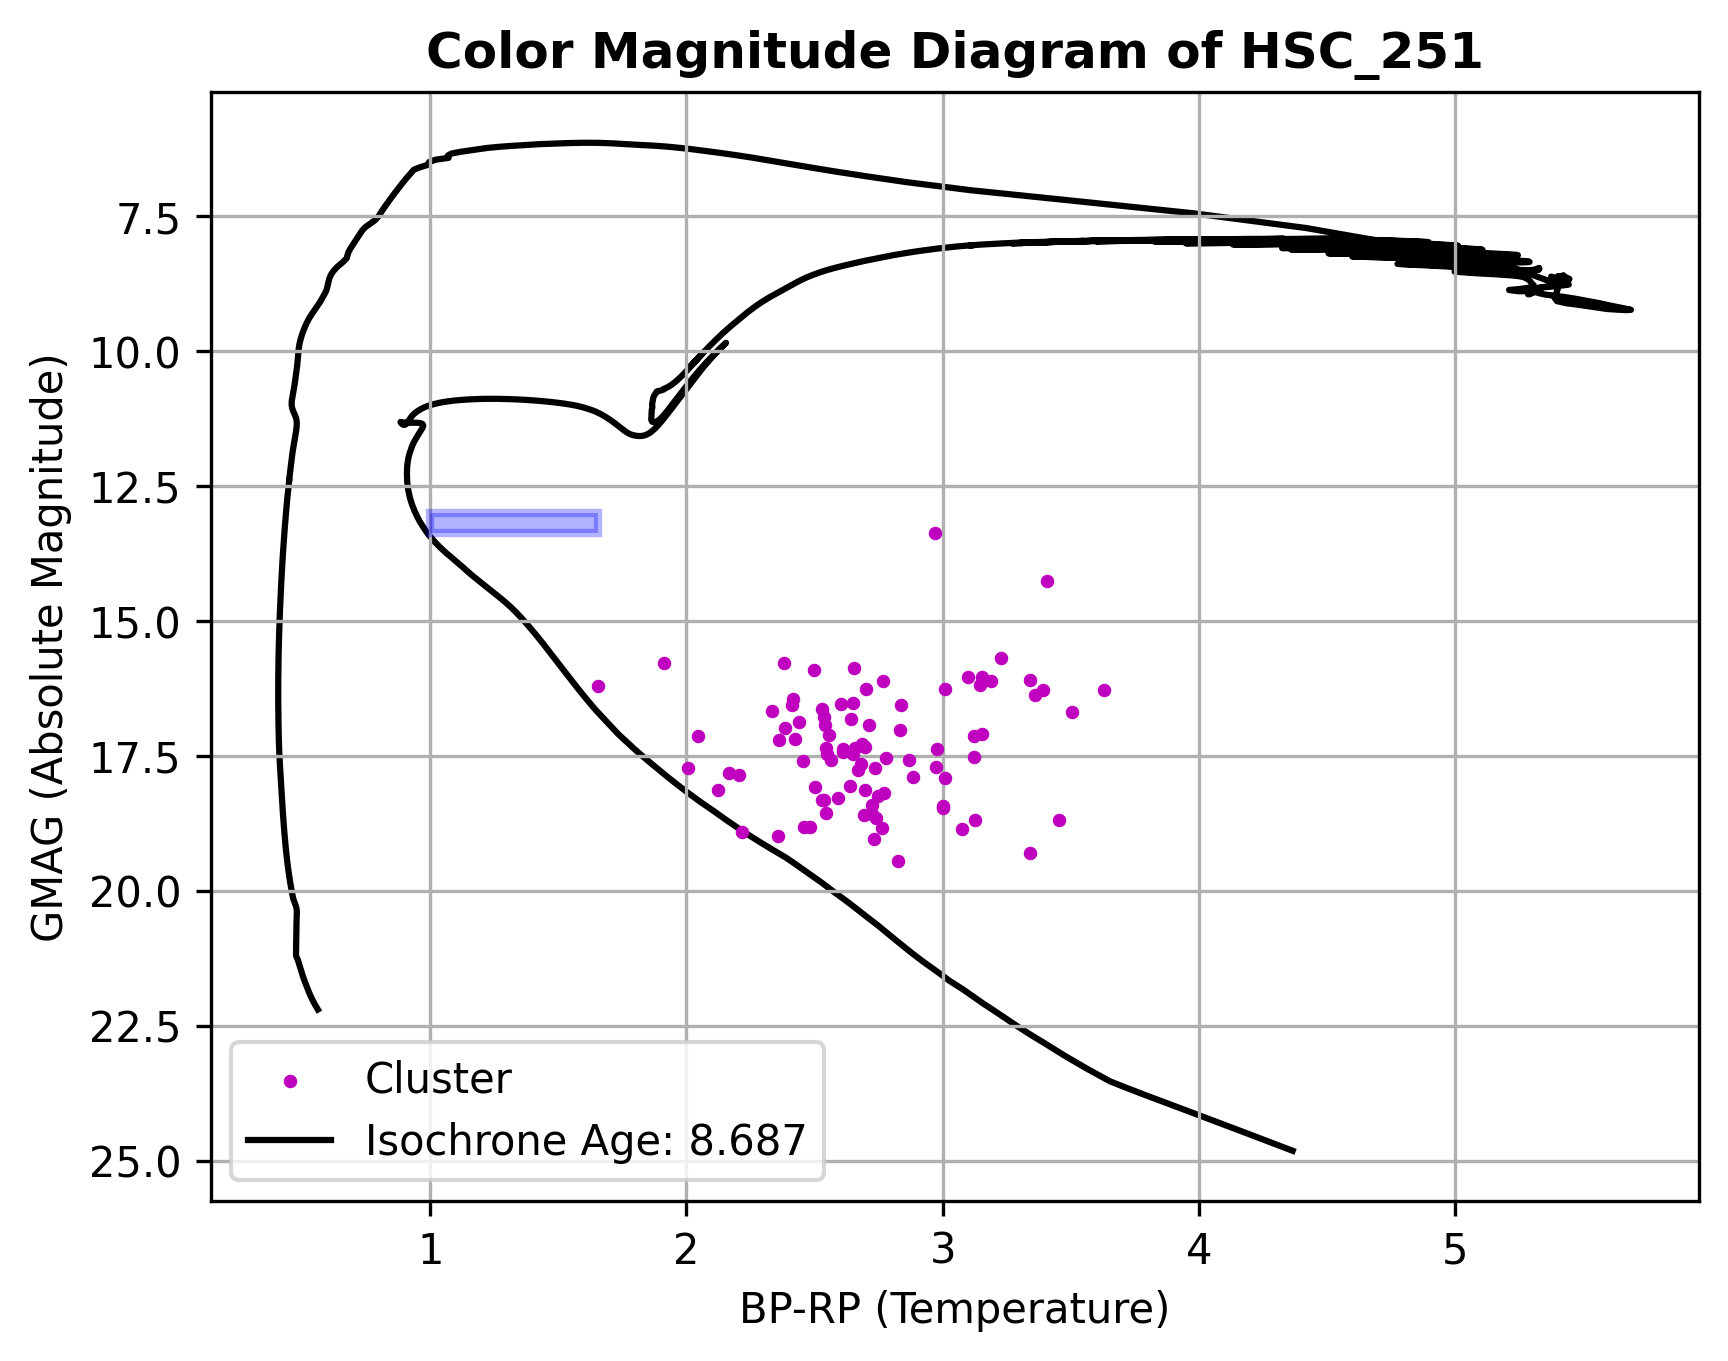 Color Magnitude Diagram of HSC_251
GMAG (Absolute Magnitude)
7.5
10.0
12.5
15.0
17.5
20.0
22.5
25.0
Cluster
Isochrone Age: 8.687
1 2 3 4 5
BP-RP (Temperature)